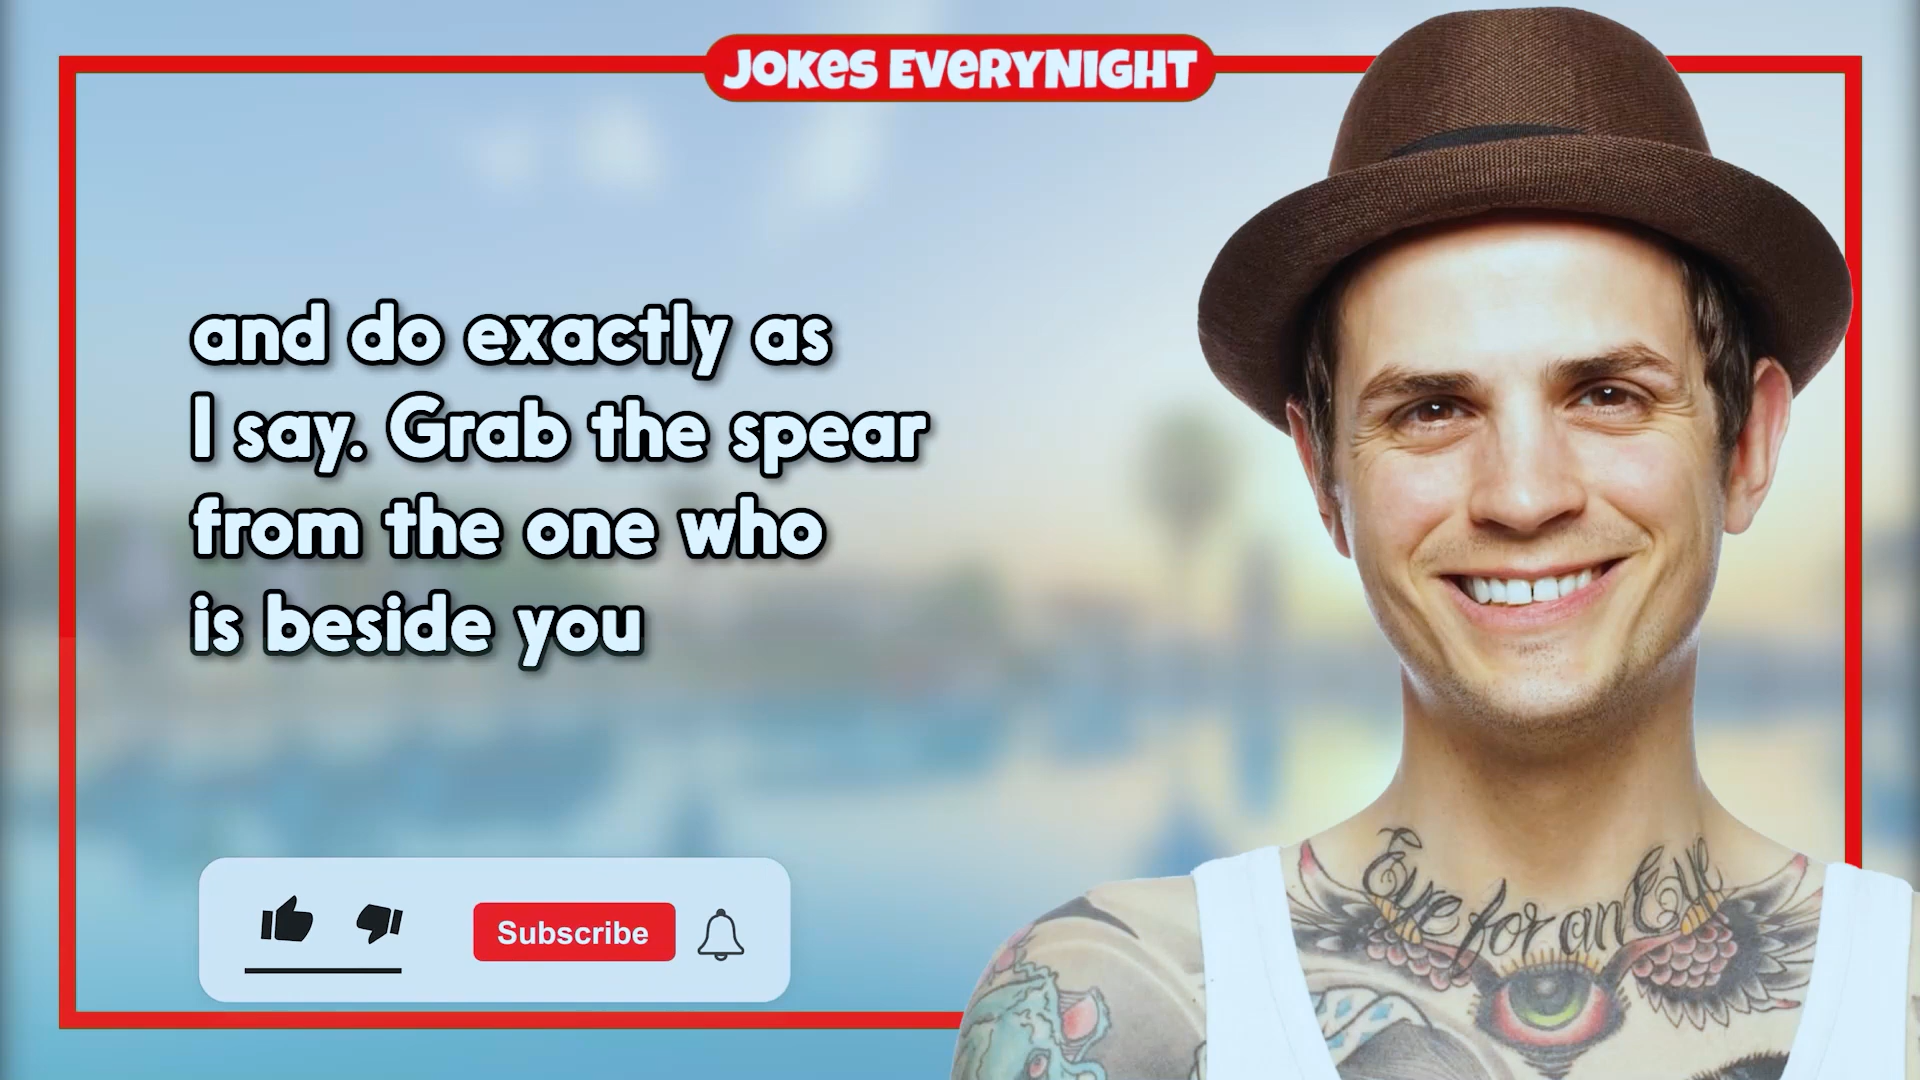 JOKES EVERYNIGHT
and do exactly as
I say. Grab the spear
from the one who
is beside you
Subscribe
Eye for an Eye